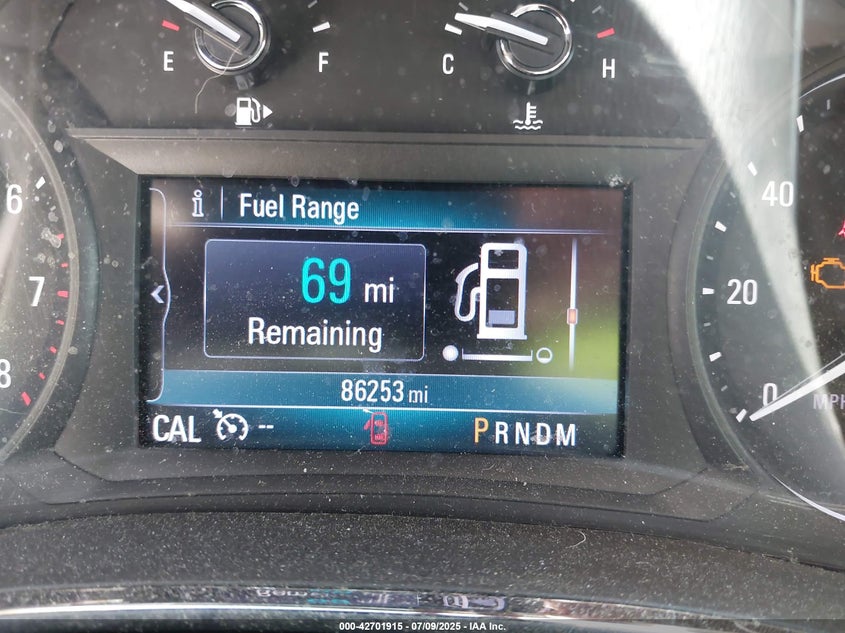 E F C H
6
7
8
i Fuel Range
69 mi
Remaining
86253 mi
CAL -- PRNDM
40
20
0
MPH
000-42701915 - 07/09/2025 - IAA Inc.